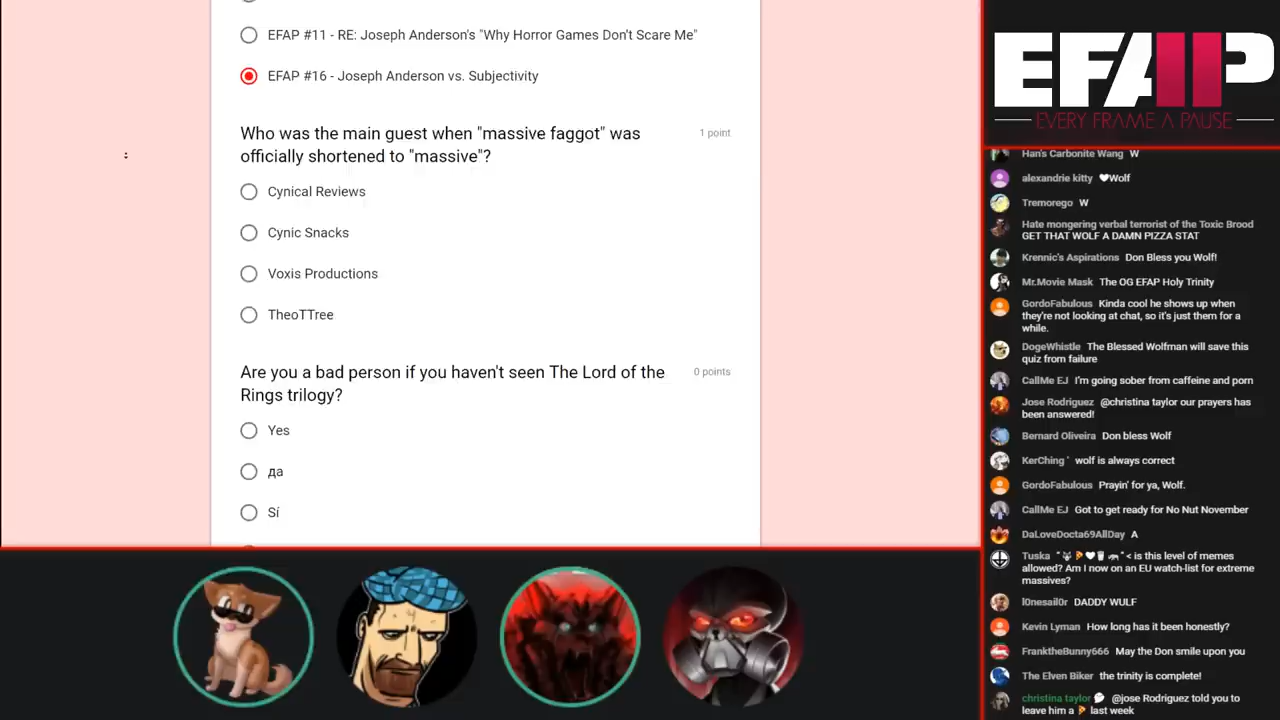 EFAP #11 - RE: Joseph Anderson's "Why Horror Games Don't Scare Me"
EFAP #16 - Joseph Anderson vs. Subjectivity
Who was the main guest when "massive faggot" was
officially shortened to "massive"?
1 point
Cynical Reviews
Cynic Snacks
Voxis Productions
TheoTTree
Are you a bad person if you haven't seen The Lord of the
Rings trilogy?
0 points
Yes
да
Sí
EFAP
EVERY FRAME A PAUSE
Han's Carbonite Wang W
alexandrie kitty ❤Wolf
Tremorego W
Hate mongering verbal terrorist of the Toxic Brood
GET THAT WOLF A DAMN PIZZA STAT
Krennic's Aspirations Don Bless you Wolf!
Mr.Movie Mask The OG EFAP Holy Trinity
GordoFabulous Kinda cool he shows up when
they're not looking at chat, so it's just them for a
while.
DogeWhistle The Blessed Wolfman will save this
quiz from failure
CallMe EJ I'm going sober from caffeine and porn
Jose Rodriguez @christina taylor our prayers has
been answered!
Bernard Oliveira Don bless Wolf
KerChing ' wolf is always correct
GordoFabulous Prayin' for ya, Wolf.
CallMe EJ Got to get ready for No Nut November
DaLoveDocta69AllDay A
Tuska " " < is this level of memes
allowed? Am I now on an EU watch-list for extreme
massives?
l0nesail0r DADDY WULF
Kevin Lyman How long has it been honestly?
FranktheBunny666 May the Don smile upon you
The Elven Biker the trinity is complete!
christina taylor @jose Rodriguez told you to
leave him a 🍕 last week